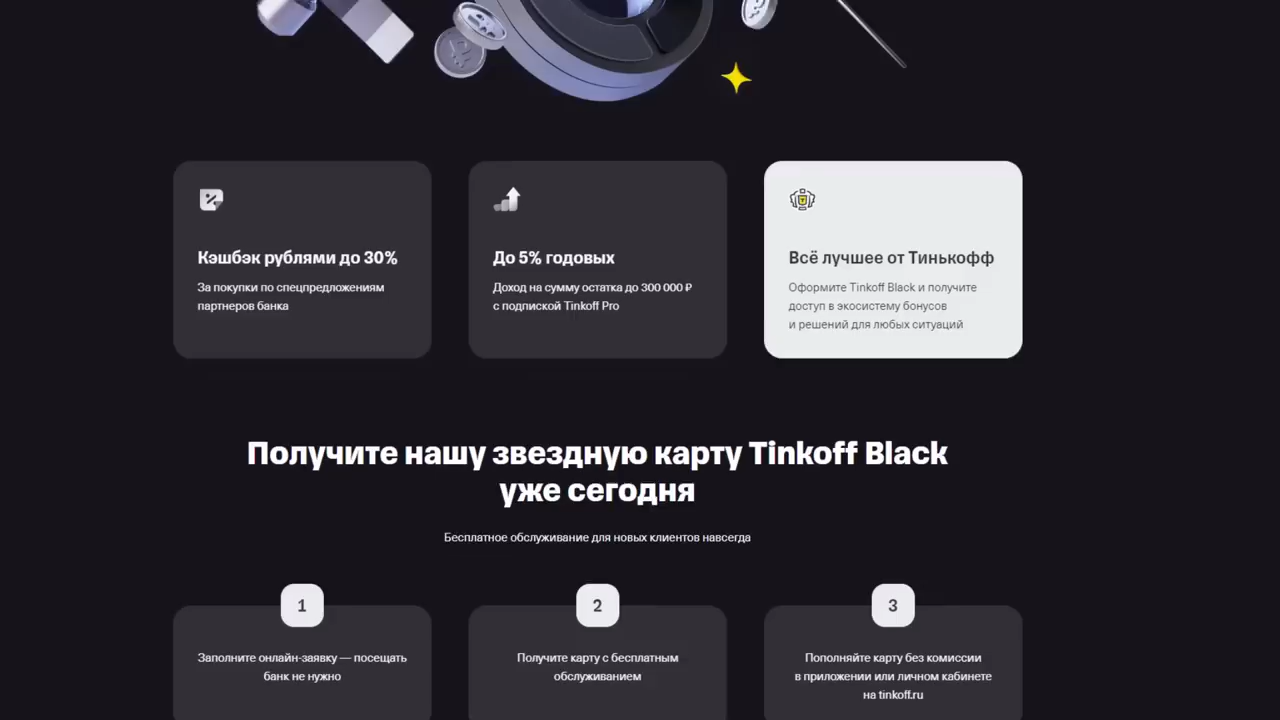 Кэшбэк рублями до 30%
За покупки по спецпредложениям
партнеров банка
До 5% годовых
Доход на сумму остатка до 300 000 ₽
с подпиской Tinkoff Pro
Всё лучшее от Тинькофф
Оформите Tinkoff Black и получите
доступ в экосистему бонусов
и решений для любых ситуаций
Получите нашу звездную карту Tinkoff Black
уже сегодня
Бесплатное обслуживание для новых клиентов навсегда
1
Заполните онлайн-заявку — посещать
банк не нужно
2
Получите карту с бесплатным
обслуживанием
3
Пополняйте карту без комиссии
в приложении или личном кабинете
на tinkoff.ru